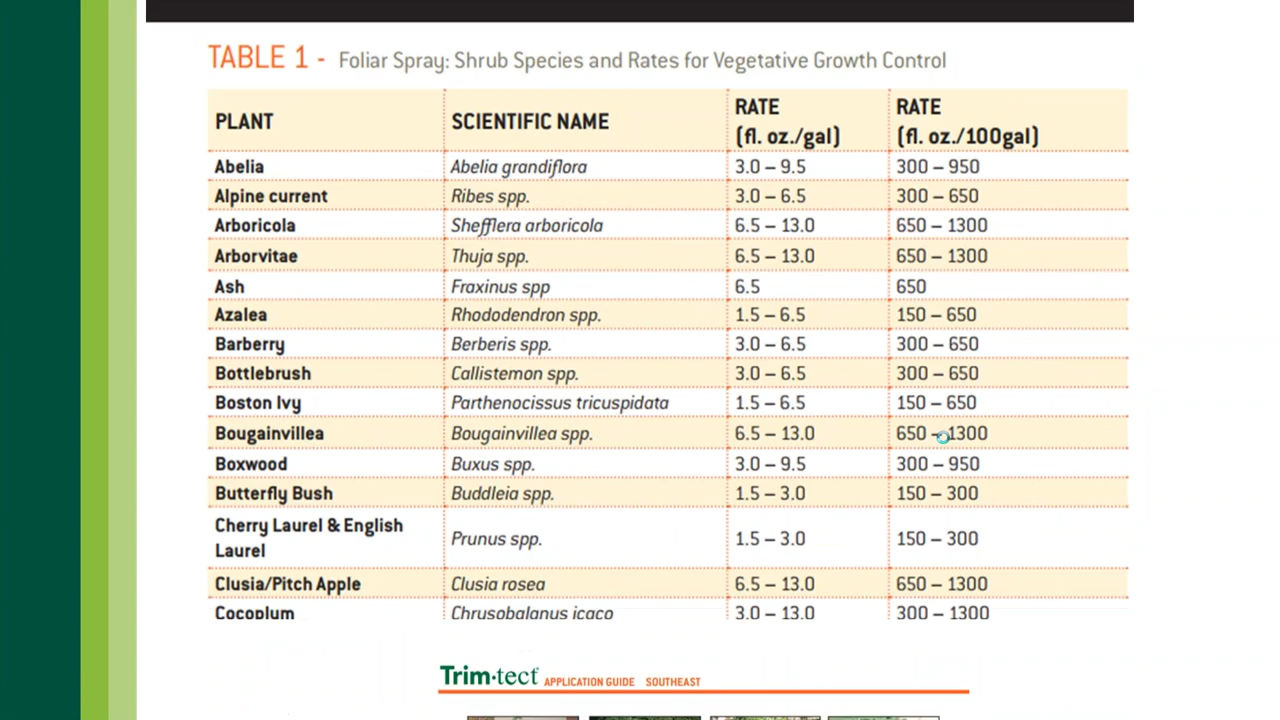 TABLE 1 - Foliar Spray: Shrub Species and Rates for Vegetative Growth Control
PLANT SCIENTIFIC NAME RATE (fl. oz./gal) RATE (fl. oz./100gal)
Abelia Abelia grandiflora 3.0 – 9.5 300 – 950
Alpine current Ribes spp. 3.0 – 6.5 300 – 650
Arboricola Shefflera arboricola 6.5 – 13.0 650 – 1300
Arborvitae Thuja spp. 6.5 – 13.0 650 – 1300
Ash Fraxinus spp 6.5 650
Azalea Rhododendron spp. 1.5 – 6.5 150 – 650
Barberry Berberis spp. 3.0 – 6.5 300 – 650
Bottlebrush Callistemon spp. 3.0 – 6.5 300 – 650
Boston Ivy Parthenocissus tricuspidata 1.5 – 6.5 150 – 650
Bougainvillea Bougainvillea spp. 6.5 – 13.0 650 – 1300
Boxwood Buxus spp. 3.0 – 9.5 300 – 950
Butterfly Bush Buddleia spp. 1.5 – 3.0 150 – 300
Cherry Laurel & English
Laurel Prunus spp. 1.5 – 3.0 150 – 300
Clusia/Pitch Apple Clusia rosea 6.5 – 13.0 650 – 1300
Cocoplum Chrusobalanus icaco 3.0 – 13.0 300 – 1300
Trim·tect APPLICATION GUIDE SOUTHEAST